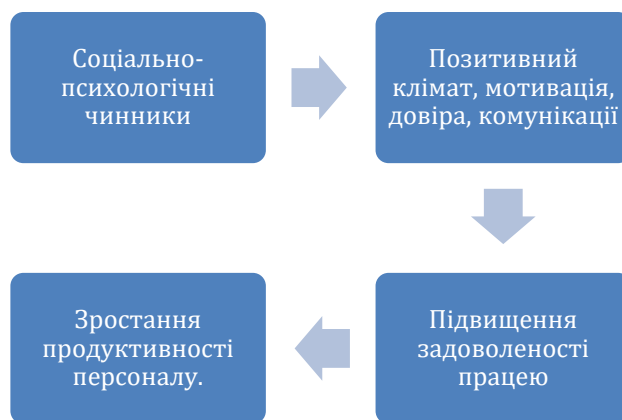 Соціально-
психологічні
чинники
Позитивний
клімат, мотивація,
довіра, комунікації
Підвищення
задоволеності
працею
Зростання
продуктивності
персоналу.